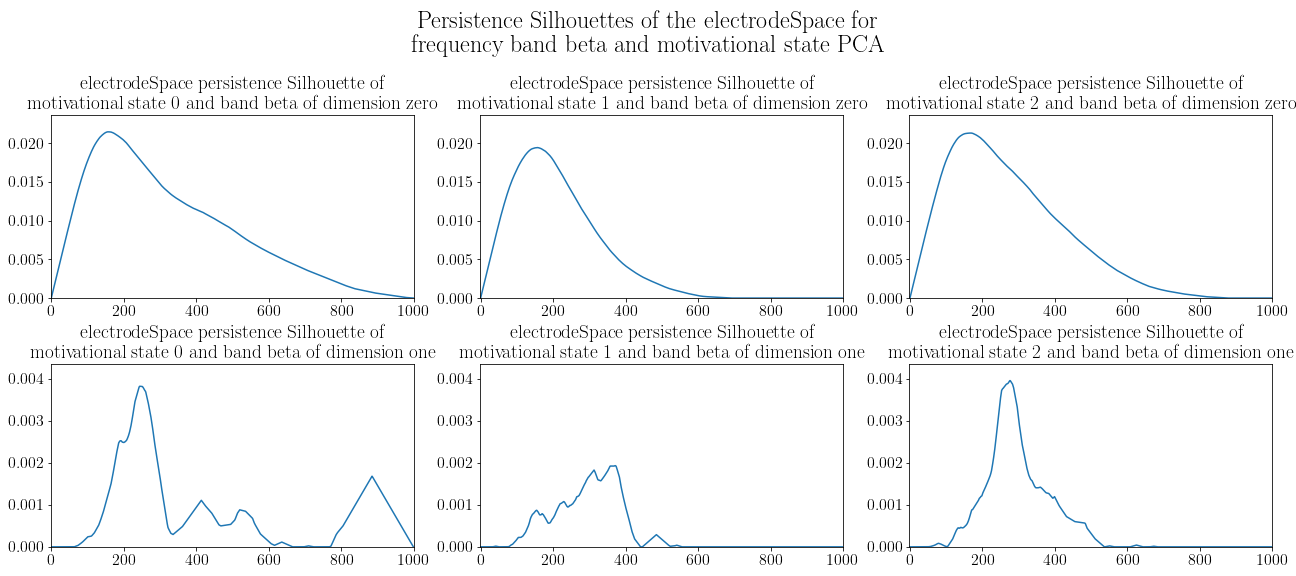 Persistence Silhouettes of the electrodeSpace for
frequency band beta and motivational state PCA
electrodeSpace persistence Silhouette of
motivational state 0 and band beta of dimension zero
0.020
0.015
0.010
0.005
0.000
0 200 400 600 800 1000
electrodeSpace persistence Silhouette of
motivational state 1 and band beta of dimension zero
0.020
0.015
0.010
0.005
0.000
0 200 400 600 800 1000
electrodeSpace persistence Silhouette of
motivational state 2 and band beta of dimension zero
0.020
0.015
0.010
0.005
0.000
0 200 400 600 800 1000
electrodeSpace persistence Silhouette of
motivational state 0 and band beta of dimension one
0.004
0.003
0.002
0.001
0.000
0 200 400 600 800 1000
electrodeSpace persistence Silhouette of
motivational state 1 and band beta of dimension one
0.004
0.003
0.002
0.001
0.000
0 200 400 600 800 1000
electrodeSpace persistence Silhouette of
motivational state 2 and band beta of dimension one
0.004
0.003
0.002
0.001
0.000
0 200 400 600 800 1000